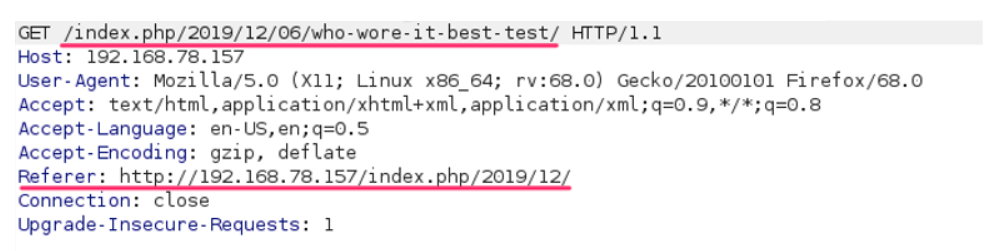 GET /index.php/2019/12/06/who-wore-it-best-test/ HTTP/1.1
Host: 192.168.78.157
User-Agent: Mozilla/5.0 (X11; Linux x86_64; rv:68.0) Gecko/20100101 Firefox/68.0
Accept: text/html,application/xhtml+xml,application/xml;q=0.9,*/*;q=0.8
Accept-Language: en-US,en;q=0.5
Accept-Encoding: gzip, deflate
Referer: http://192.168.78.157/index.php/2019/12/
Connection: close
Upgrade-Insecure-Requests: 1